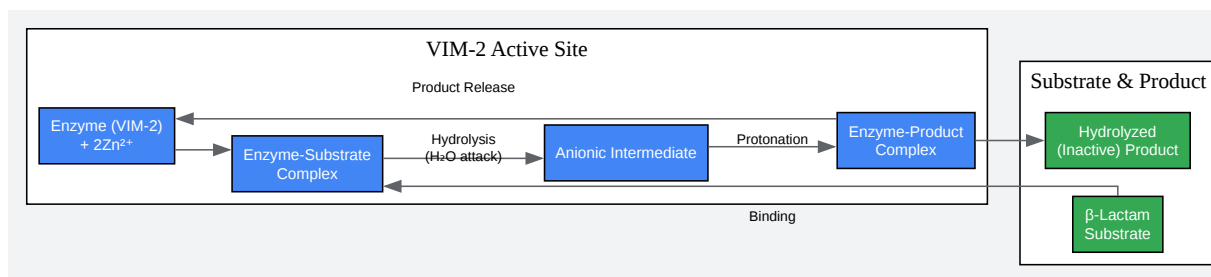 VIM-2 Active Site
Product Release
Enzyme (VIM-2)
+ 2Zn²⁺
Enzyme-Substrate
Complex
Hydrolysis
(H₂O attack)
Anionic Intermediate
Protonation
Enzyme-Product
Complex
Binding
Substrate & Product
Hydrolyzed
(Inactive) Product
β-Lactam
Substrate